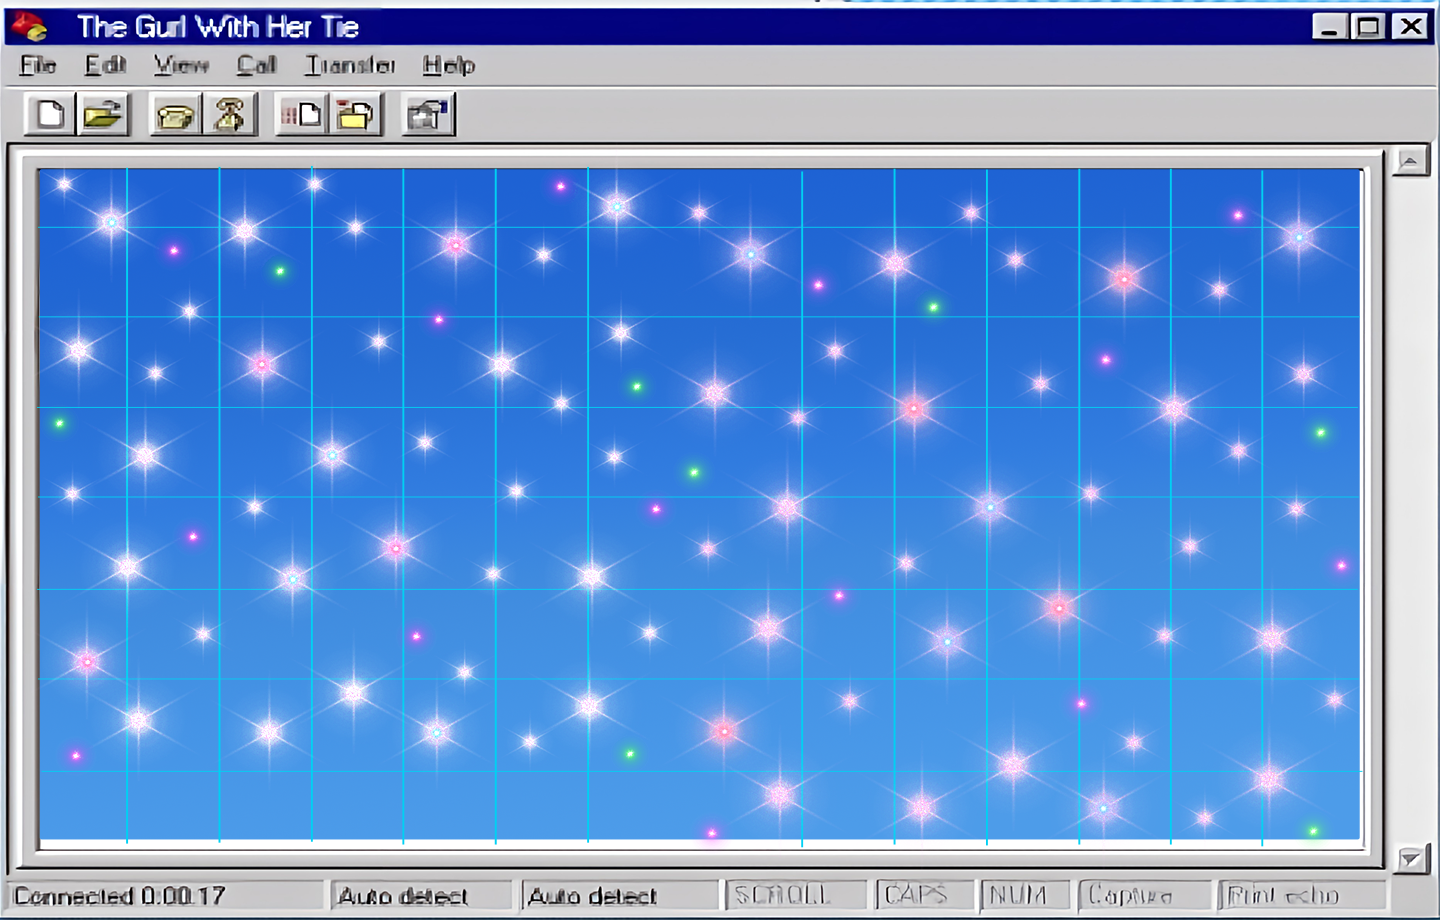 The Gurl With Her Tie
File Edit View Call Transfer Help
Connected 0:00:17 Auto detect Auto detect SCROLL CAPS NUM Capture Print echo